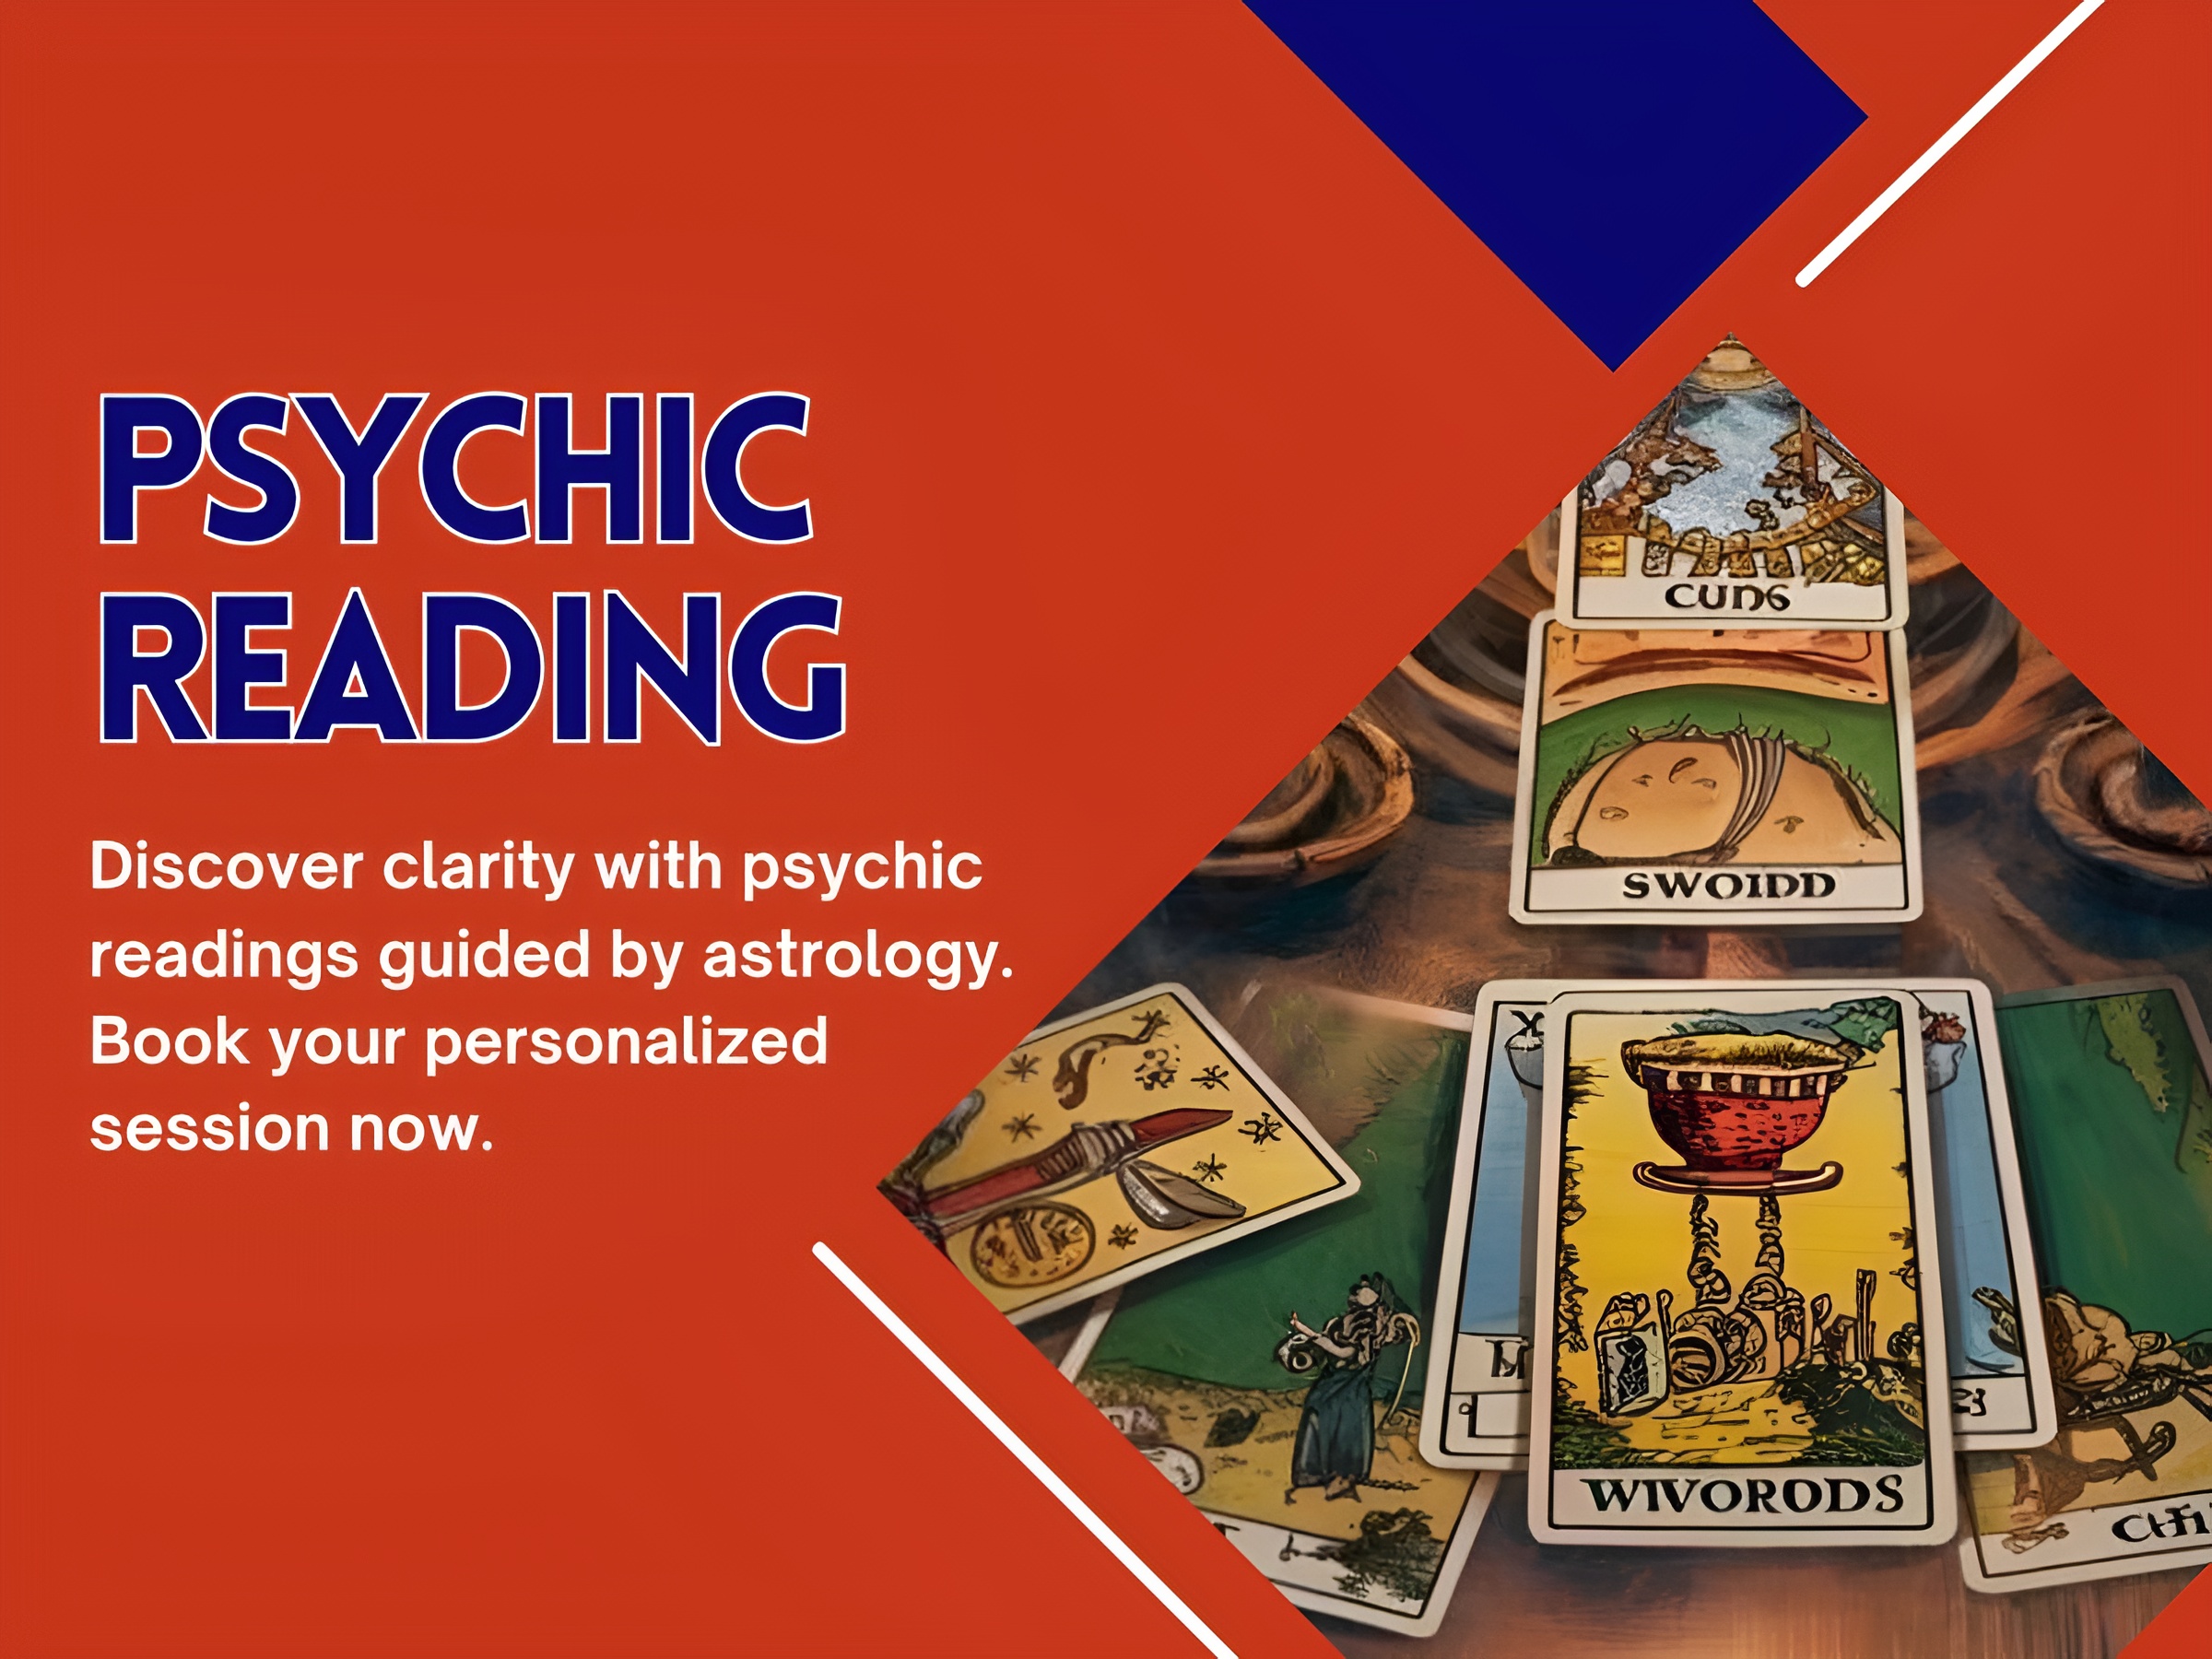 PSYCHIC
READING
Discover clarity with psychic
readings guided by astrology.
Book your personalized
session now.
CUNG
SWOIDD
WIVORODS